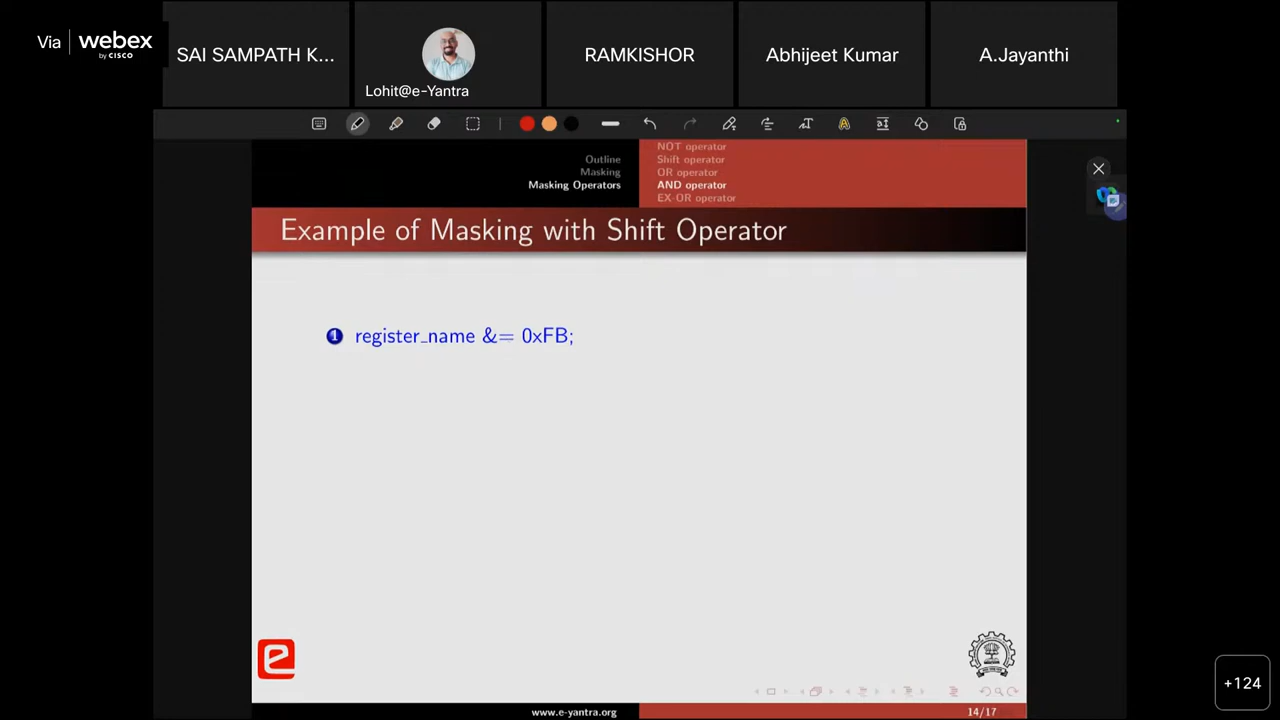 Via webex
by CISCO
SAI SAMPATH K...
Lohit@e-Yantra
RAMKISHOR
Abhijeet Kumar
A.Jayanthi
Outline
Masking
Masking Operators
NOT operator
Shift operator
OR operator
AND operator
EX-OR operator
Example of Masking with Shift Operator
1 register_name &= 0xFB;
www.e-yantra.org
14/17
+124